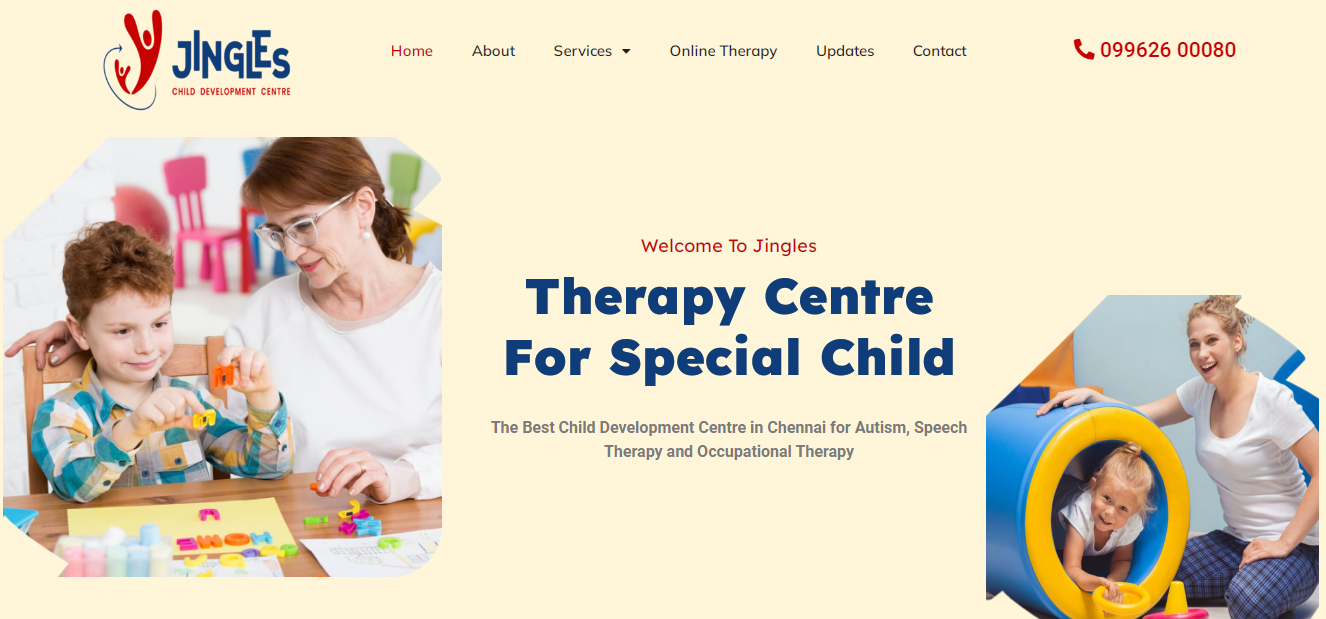 JINGLES
CHILD DEVELOPMENT CENTRE
Home
About
Services
Online Therapy
Updates
Contact
099626 00080
Welcome To Jingles
Therapy Centre
For Special Child
The Best Child Development Centre in Chennai for Autism, Speech
Therapy and Occupational Therapy